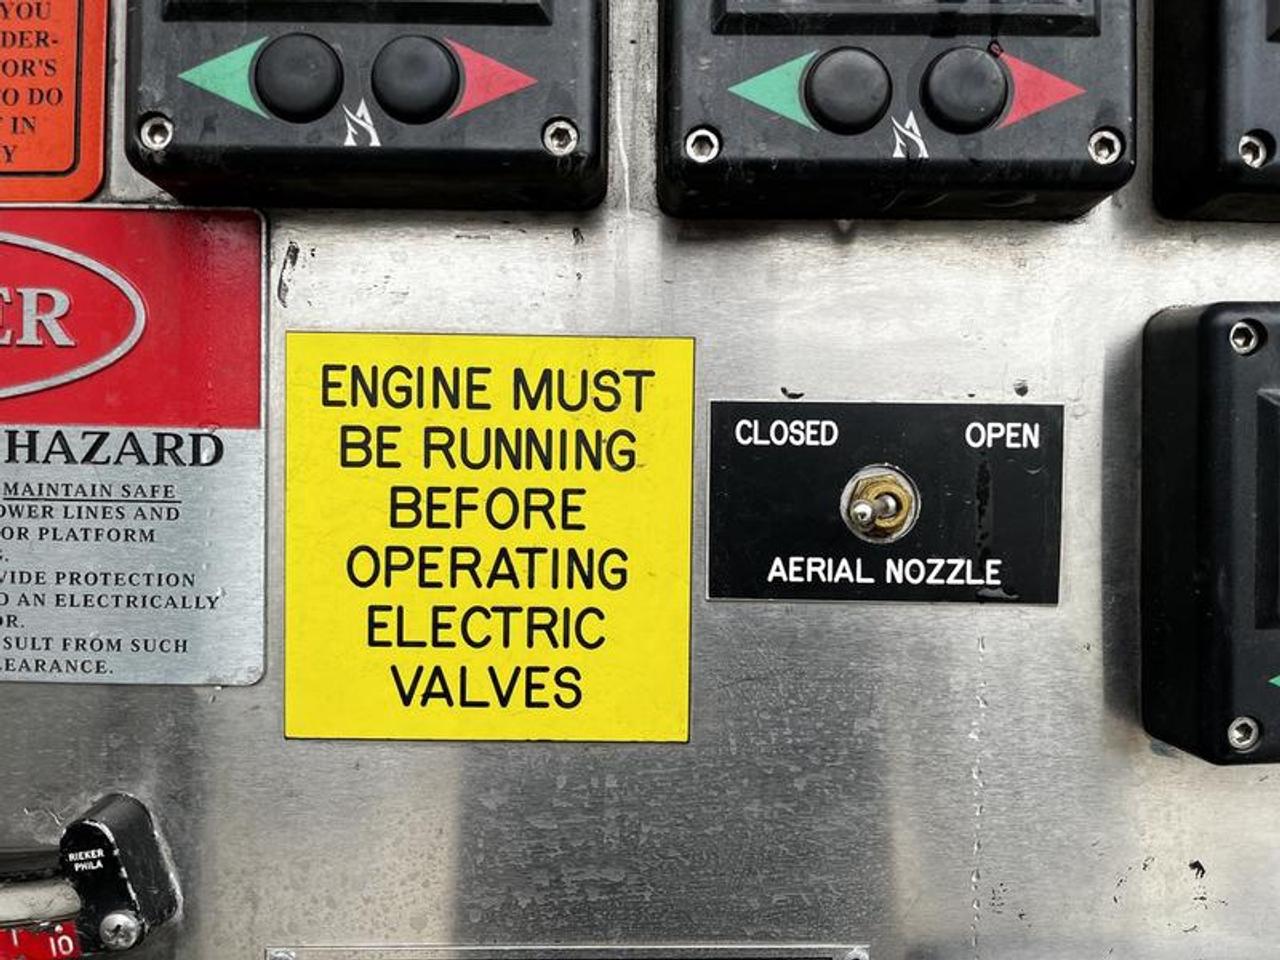 YOU
DER-
OR'S
TO DO
IN
Y
ER
HAZARD
MAINTAIN SAFE
OWER LINES AND
OR PLATFORM
VIDE PROTECTION
AN ELECTRICALLY
OR.
SULT FROM SUCH
LEARANCE.
ENGINE MUST
BE RUNNING
BEFORE
OPERATING
ELECTRIC
VALVES
CLOSED OPEN
AERIAL NOZZLE
RIEKER
PHILA
10